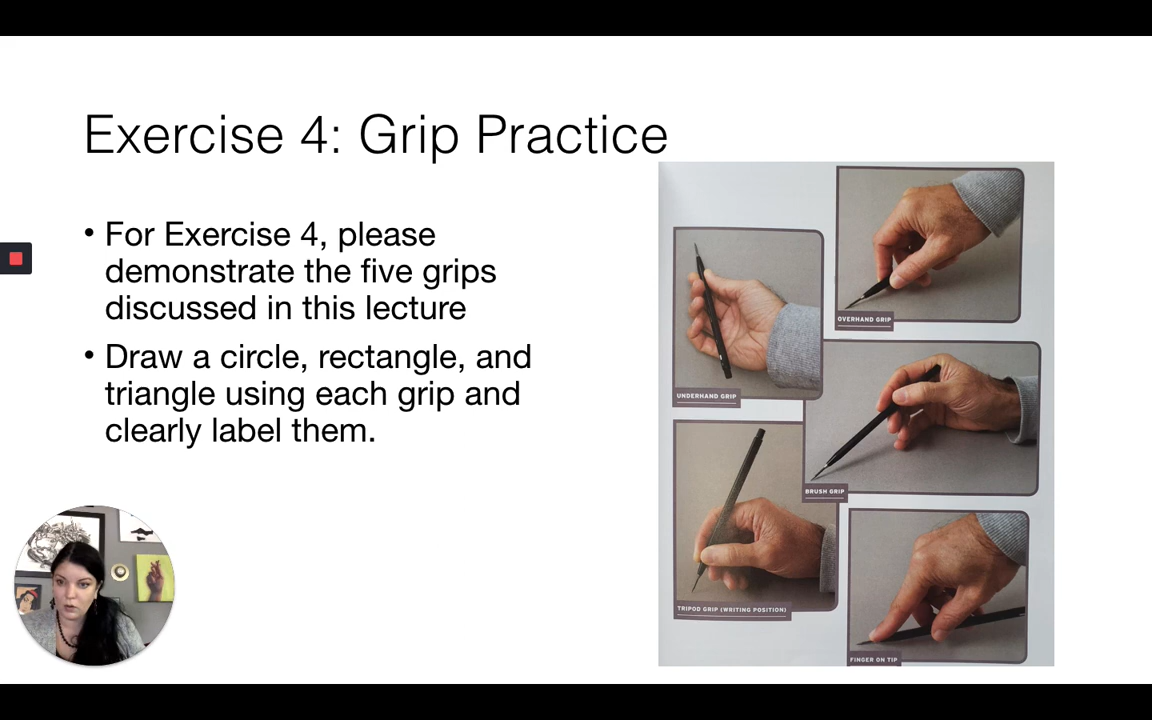 Exercise 4: Grip Practice
• For Exercise 4, please
demonstrate the five grips
discussed in this lecture
• Draw a circle, rectangle, and
triangle using each grip and
clearly label them.
OVERHAND GRIP
UNDERHAND GRIP
BRUSH GRIP
TRIPOD GRIP (WRITING POSITION)
FINGER ON TIP